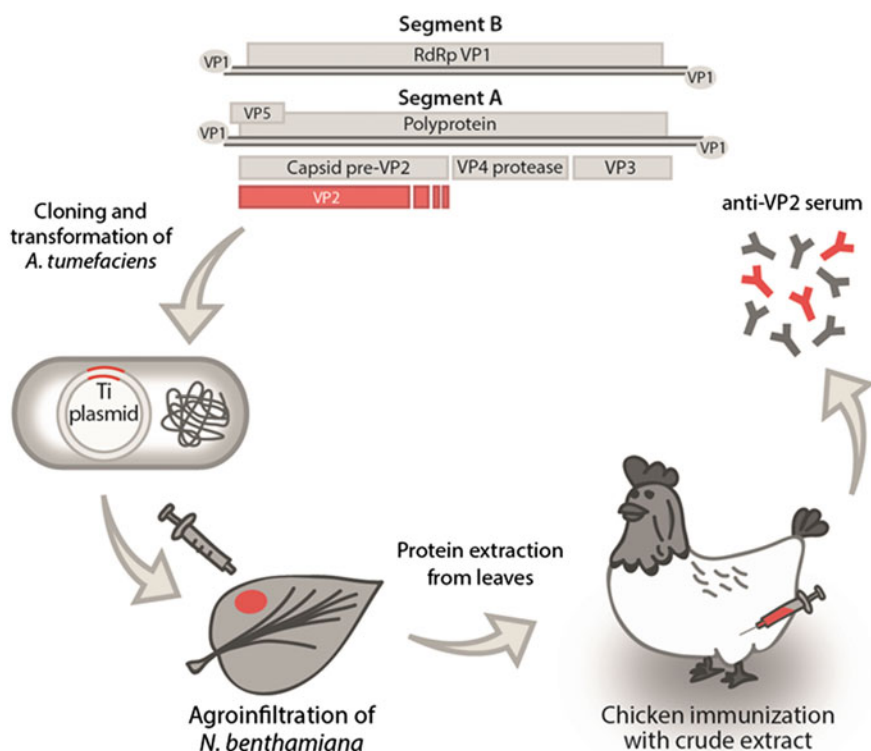 Segment B
RdRp VP1
VP1
VP1
Segment A
VP5
Polyprotein
VP1
VP1
Capsid pre-VP2
VP4 protease
VP3
VP2
Cloning and
transformation of
A. tumefaciens
anti-VP2 serum
Ti
plasmid
Protein extraction
from leaves
Agroinfiltration of
N. benthamiana
Chicken immunization
with crude extract